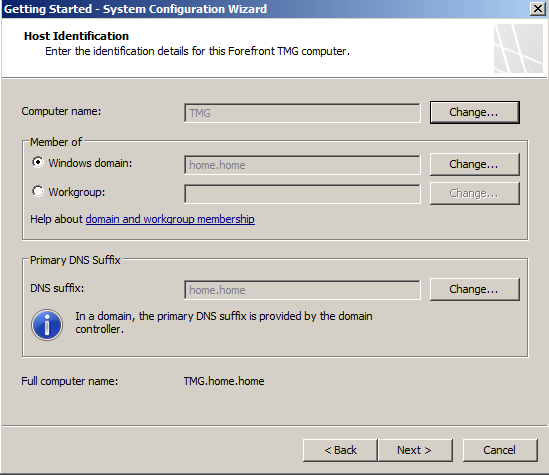 Getting Started - System Configuration Wizard
Host Identification
Enter the identification details for this Forefront TMG computer.
Computer name: TMG Change...
Member of
Windows domain: home.home Change...
Workgroup: Change...
Help about domain and workgroup membership
Primary DNS Suffix
DNS suffix: home.home Change...
In a domain, the primary DNS suffix is provided by the domain
controller.
Full computer name: TMG.home.home
< Back Next > Cancel